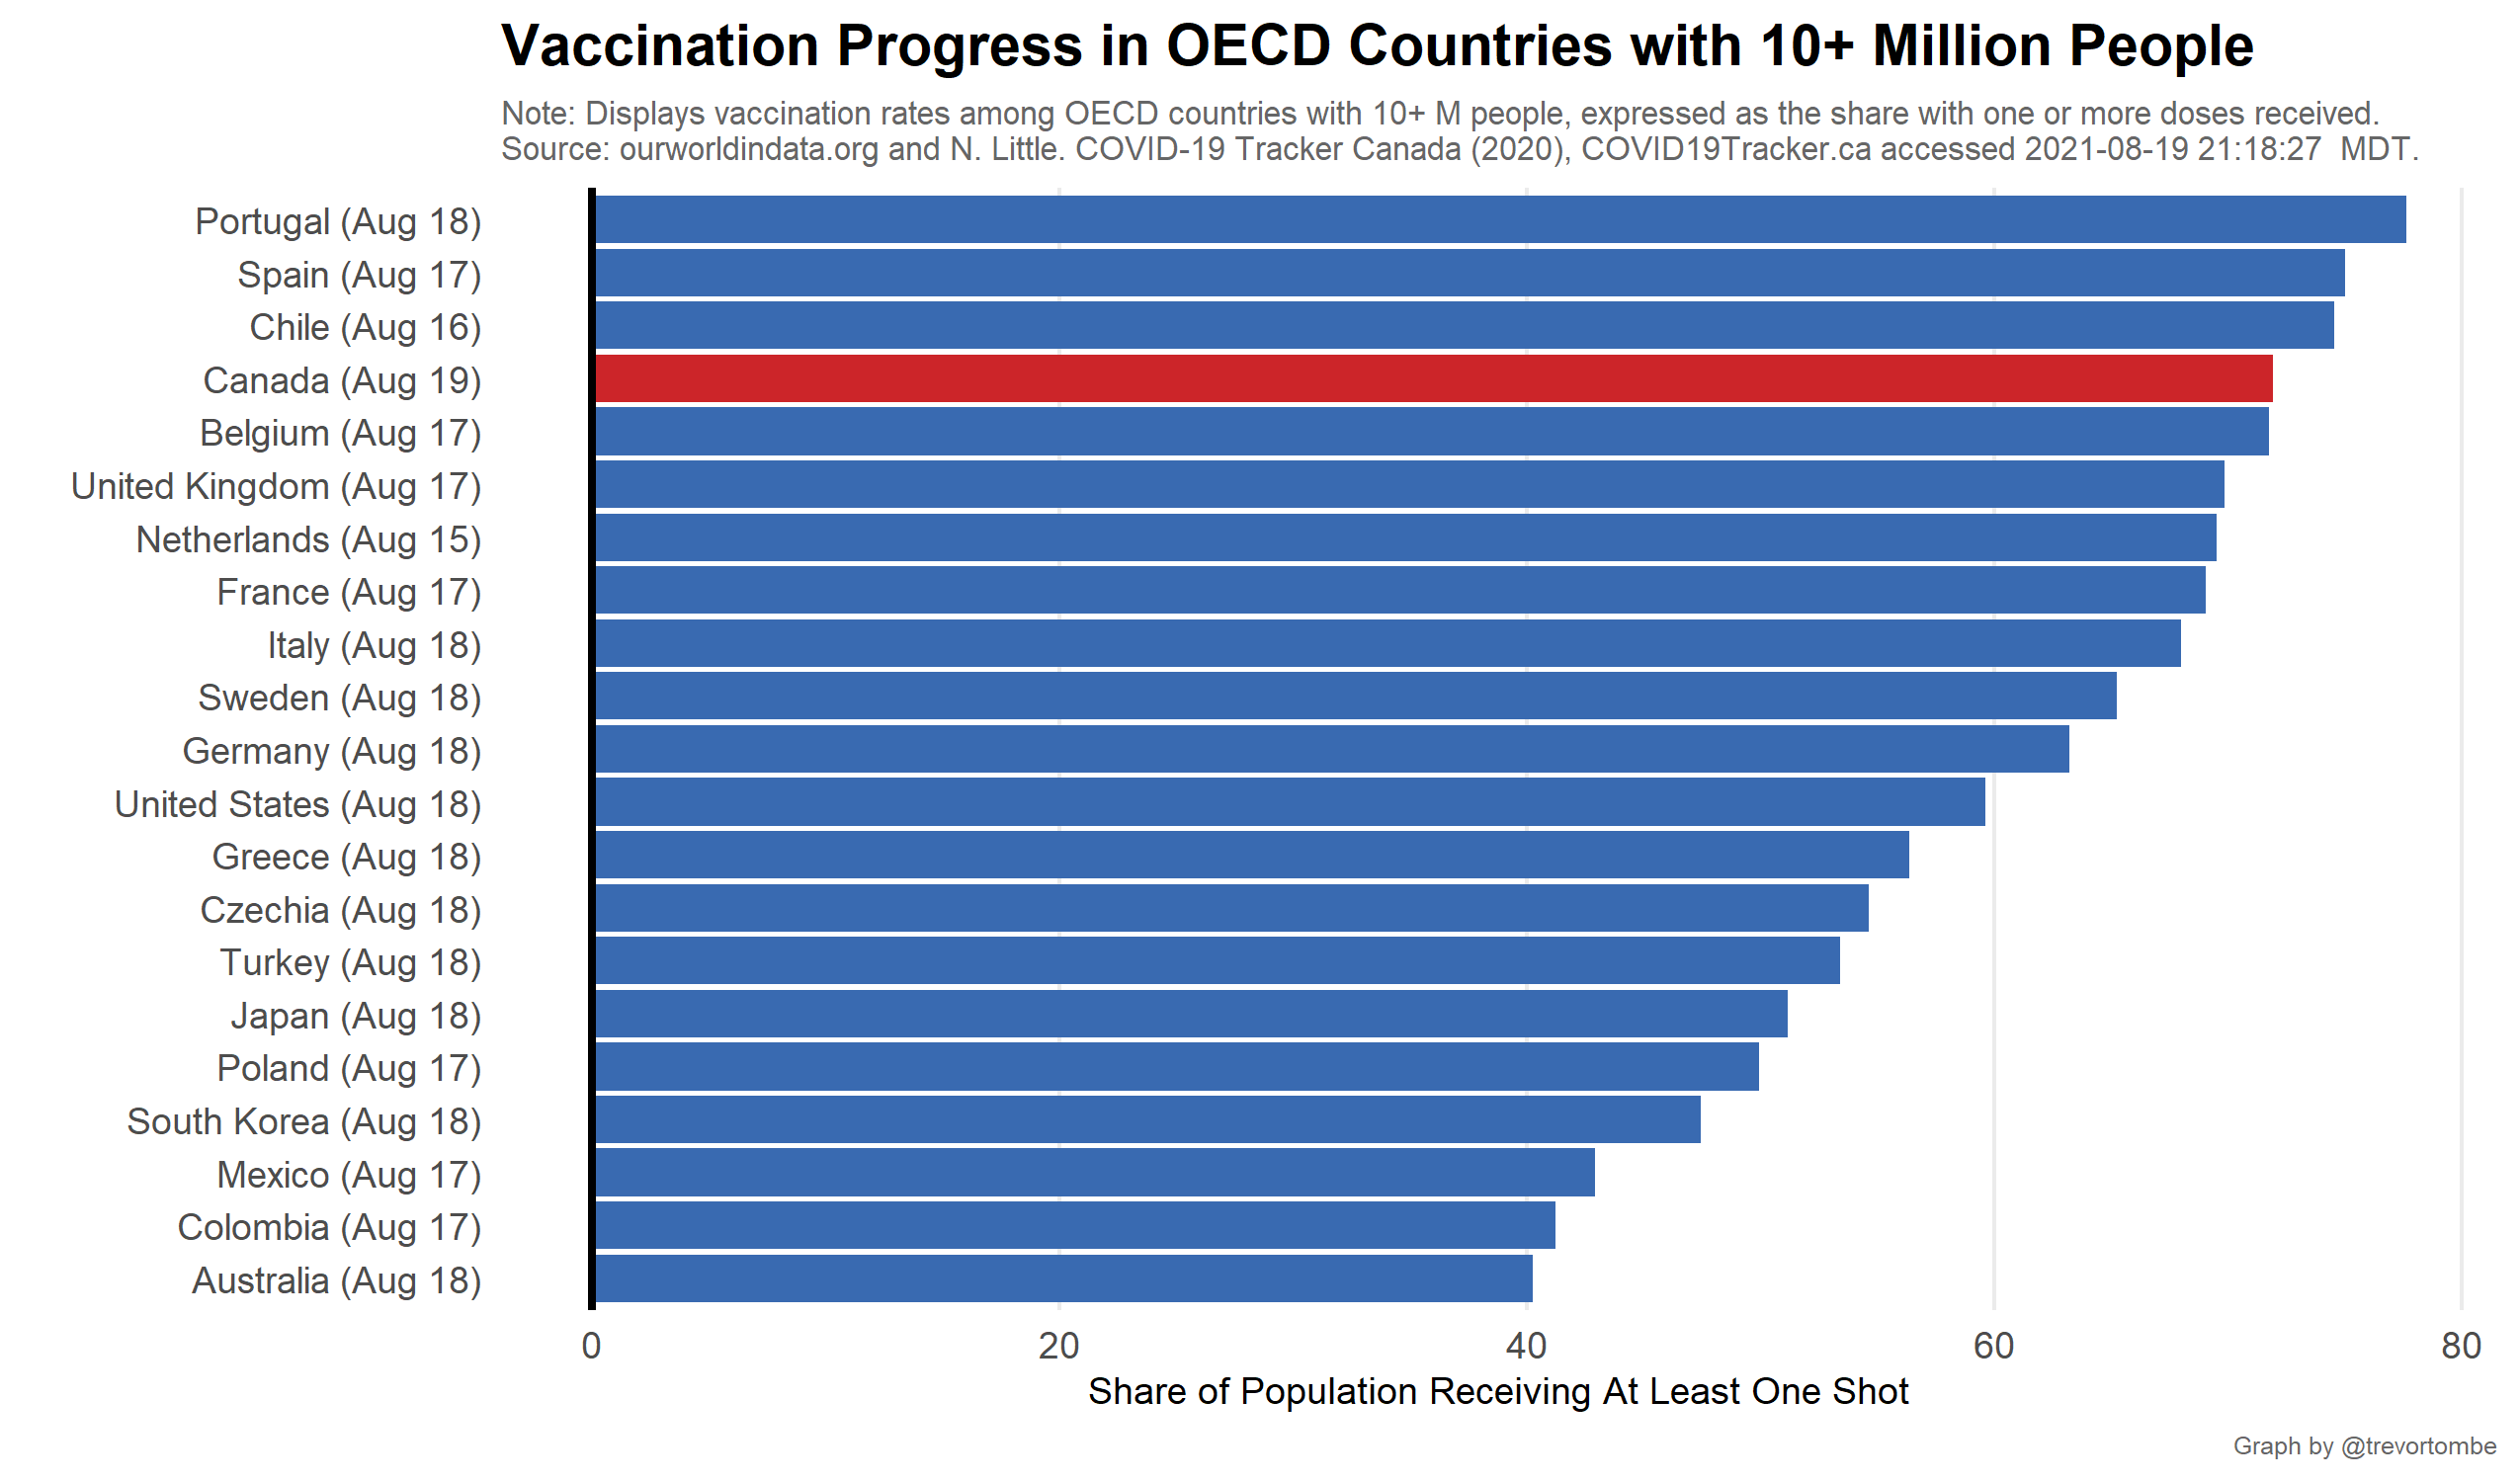 Vaccination Progress in OECD Countries with 10+ Million People
Note: Displays vaccination rates among OECD countries with 10+ M people, expressed as the share with one or more doses received.
Source: ourworldindata.org and N. Little. COVID-19 Tracker Canada (2020), COVID19Tracker.ca accessed 2021-08-19 21:18:27  MDT.
Portugal (Aug 18)
Spain (Aug 17)
Chile (Aug 16)
Canada (Aug 19)
Belgium (Aug 17)
United Kingdom (Aug 17)
Netherlands (Aug 15)
France (Aug 17)
Italy (Aug 18)
Sweden (Aug 18)
Germany (Aug 18)
United States (Aug 18)
Greece (Aug 18)
Czechia (Aug 18)
Turkey (Aug 18)
Japan (Aug 18)
Poland (Aug 17)
South Korea (Aug 18)
Mexico (Aug 17)
Colombia (Aug 17)
Australia (Aug 18)
0 20 40 60 80
Share of Population Receiving At Least One Shot
Graph by @trevortombe